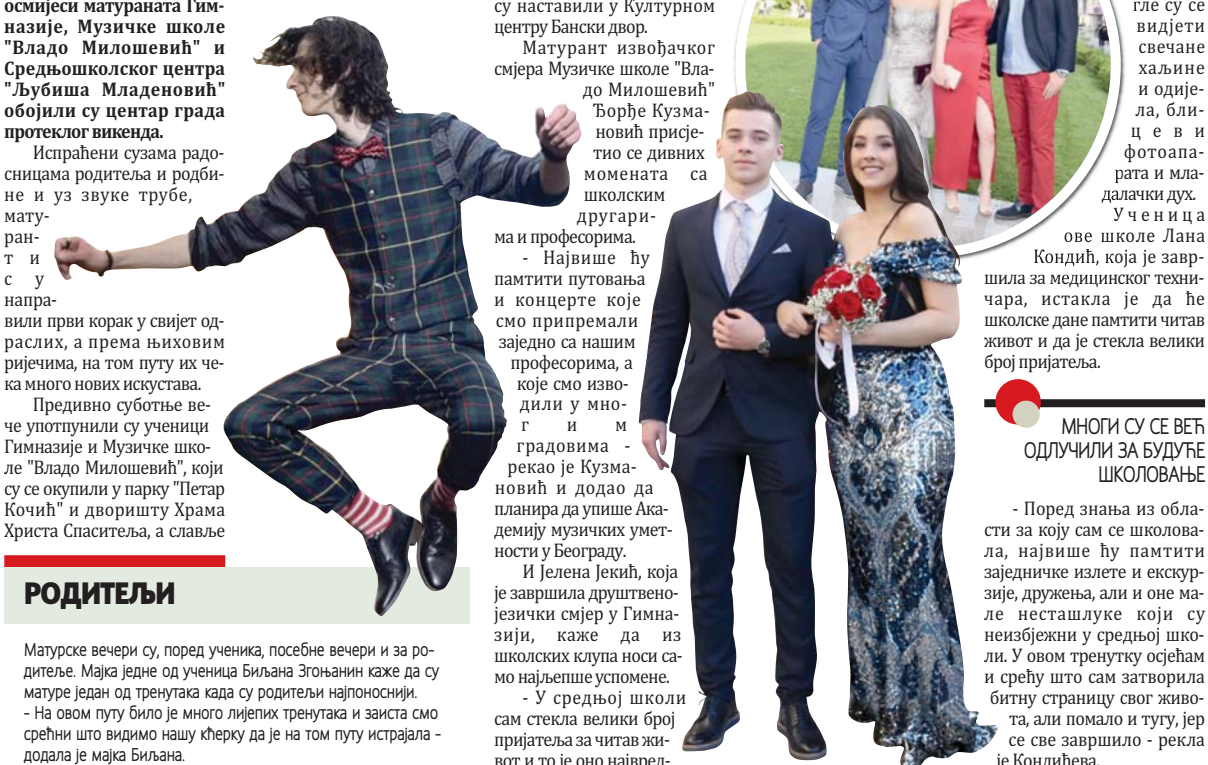 осмијеси матураната Гим-
назије, Музичке школе
"Владо Милошевић" и
Средњошколског центра
"Љубиша Младеновић"
обојили су центар града
протеклог викенда.
Испраћени сузама радо-
сницама родитеља и родби-
не и уз звуке трубе,
мату-
ран-
т и
с у
напра-
вили први корак у свијет од-
раслих, а према њиховим
ријечима, на том путу их че-
ка много нових искустава.
Предивно суботње ве-
че употпунили су ученици
Гимназије и Музичке шко-
ле "Владо Милошевић", који
су се окупили у парку "Петар
Кочић" и дворишту Храма
Христа Спаситеља, а славље
РОДИТЕЉИ
Матурске вечери су, поред ученика, посебне вечери и за ро-
дитеље. Мајка једне од ученица Биљана Згоњанин каже да су
матуре један од тренутака када су родитељи најпоноснији.
- На овом путу било је много лијепих тренутака и заиста смо
срећни што видимо нашу кћерку да је на том путу истрајала -
додала је мајка Биљана.
су наставили у Културном
центру Бански двор.
Матурант извођачког
смјера Музичке школе "Вла-
до Милошевић"
Ђорђе Кузма-
новић присје-
тио се дивних
момената са
школским
другари-
ма и професорима.
- Највише ћу
памтити путовања
и концерте које
смо припремали
заједно са нашим
професорима, а
које смо изво-
дили у мно-
г и м
градовима -
рекао је Кузма-
новић и додао да
планира да упише Ака-
демију музичких умет-
ности у Београду.
И Јелена Јекић, која
је завршила друштвено-
језички смјер у Гимна-
зији, каже да из
школских клупа носи са-
мо најљепше успомене.
- У средњој школи
сам стекла велики број
пријатеља за читав жи-
вот и то је оно највред-
гле су се
видјети
свечане
хаљине
и одије-
ла, бли-
ц е в и
фотоапа-
рата и мла-
далачки дух.
Ученица
ове школе Лана
Кондић, која је завр-
шила за медицинског техни-
чара, истакла је да ће
школске дане памтити читав
живот и да је стекла велики
број пријатеља.
МНОГИ СУ СЕ ВЕЋ
ОДЛУЧИЛИ ЗА БУДУЋЕ
ШКОЛОВАЊЕ
- Поред знања из обла-
сти за коју сам се школова-
ла, највише ћу памтити
заједничке излете и екскур-
зије, дружења, али и оне ма-
ле несташлуке који су
неизбјежни у средњој шко-
ли. У овом тренутку осјећам
и срећу што сам затворила
битну страницу свог живо-
та, али помало и тугу, јер
се све завршило - рекла
је Кондићева.